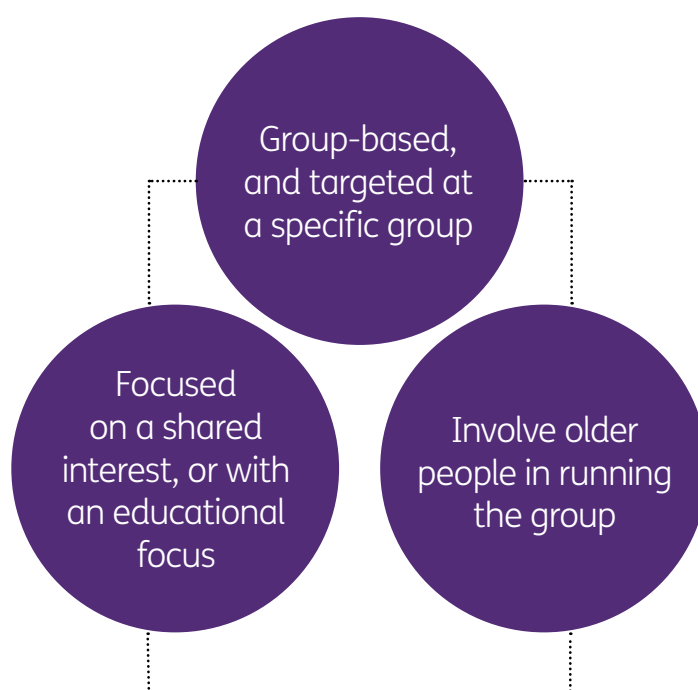 Group-based,
and targeted at
a specific group
Focused
on a shared
interest, or with
an educational
focus
Involve older
people in running
the group